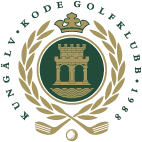 KUNGÄLV • KODE GOLFKLUBB • 1988